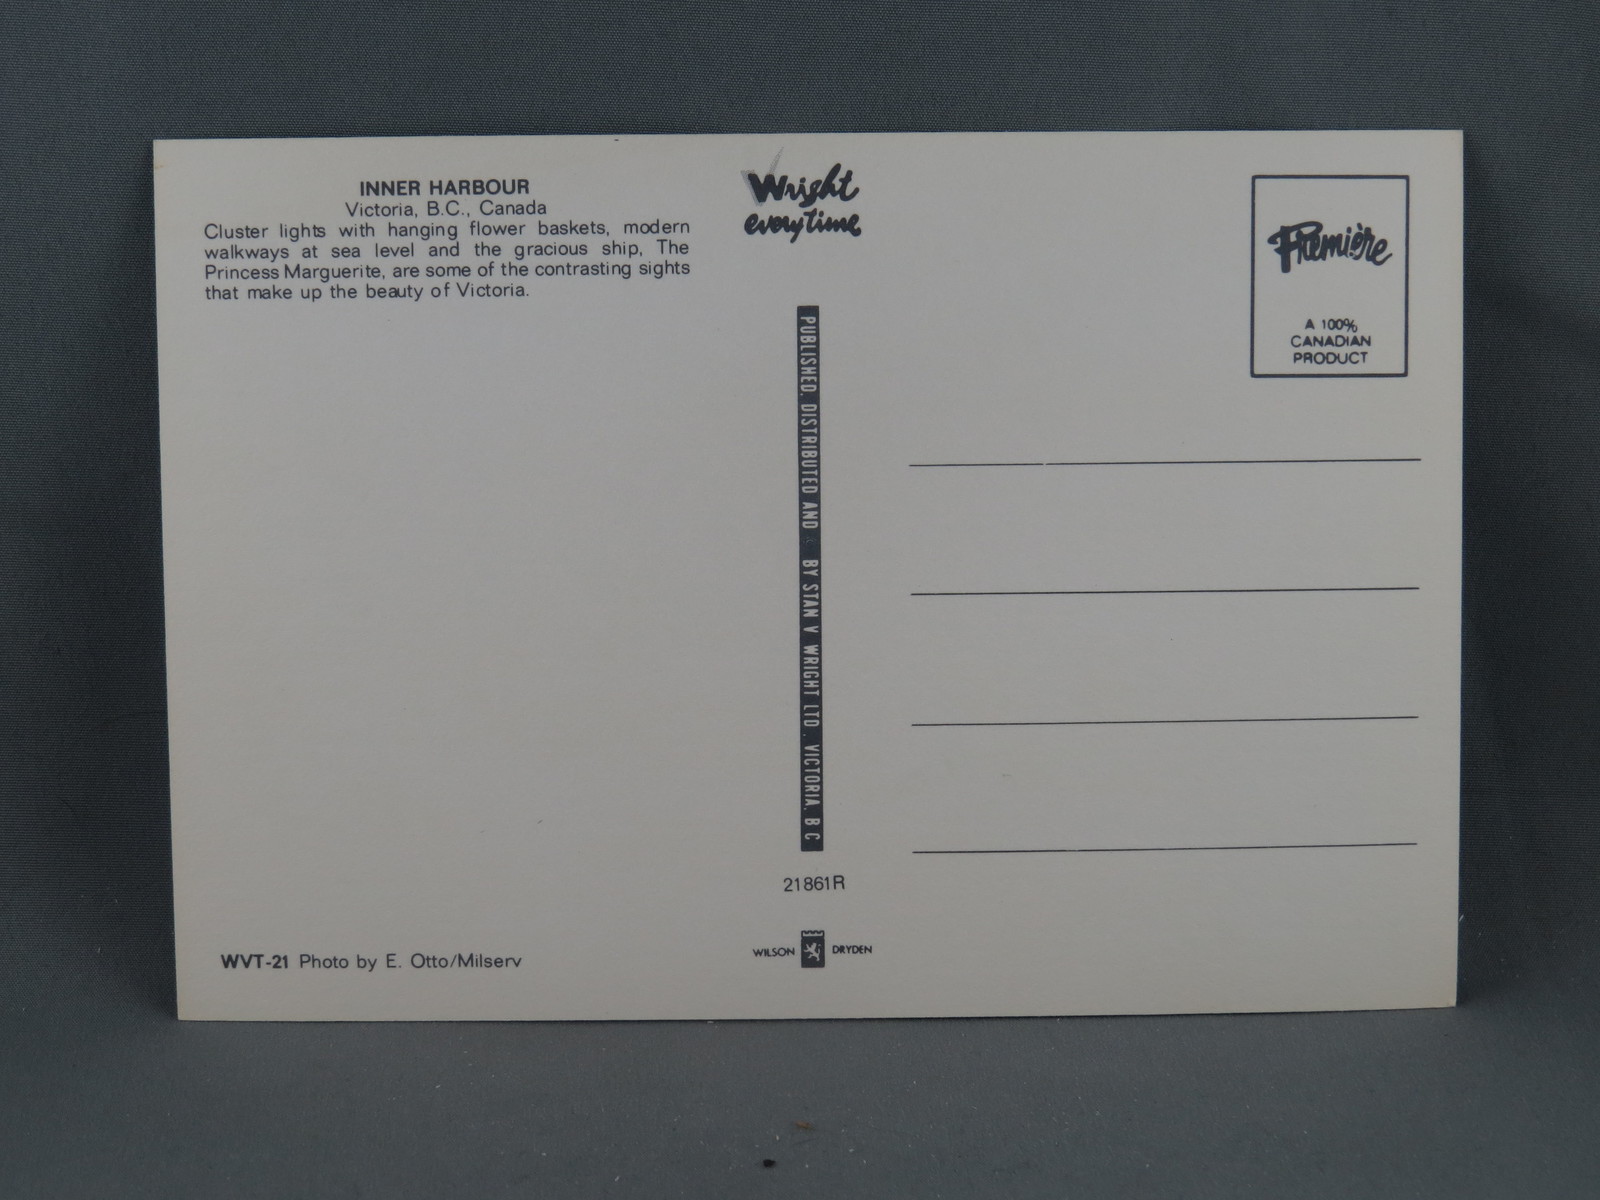 INNER HARBOUR
Victoria, B.C., Canada
Cluster lights with hanging flower baskets, modern
walkways at sea level and the gracious ship, The
Princess Marguerite, are some of the contrasting sights
that make up the beauty of Victoria.
WVT-21 Photo by E. Otto/Milserv
Wright
everytime
PUBLISHED, DISTRIBUTED AND BY STAN V WRIGHT LTD. VICTORIA, B C
21861R
WILSON DRYDEN
Première
A 100%
CANADIAN
PRODUCT